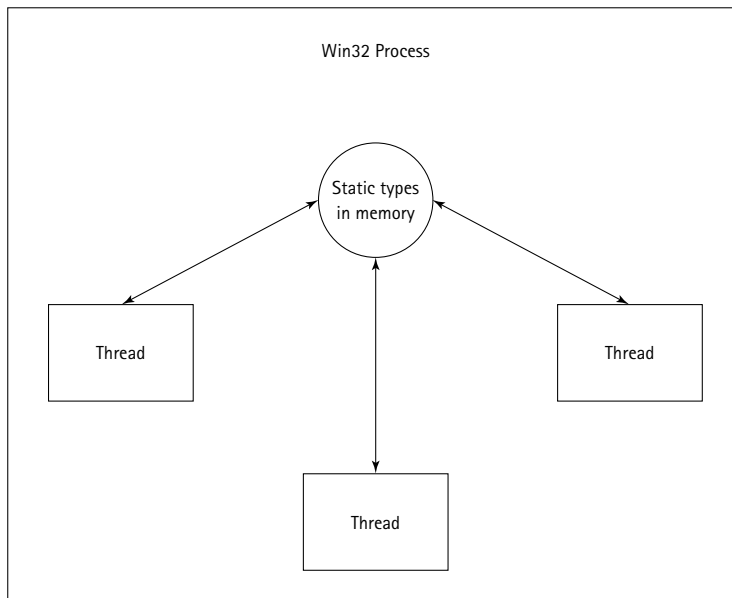 Win32 Process
Static types
in memory
Thread
Thread
Thread